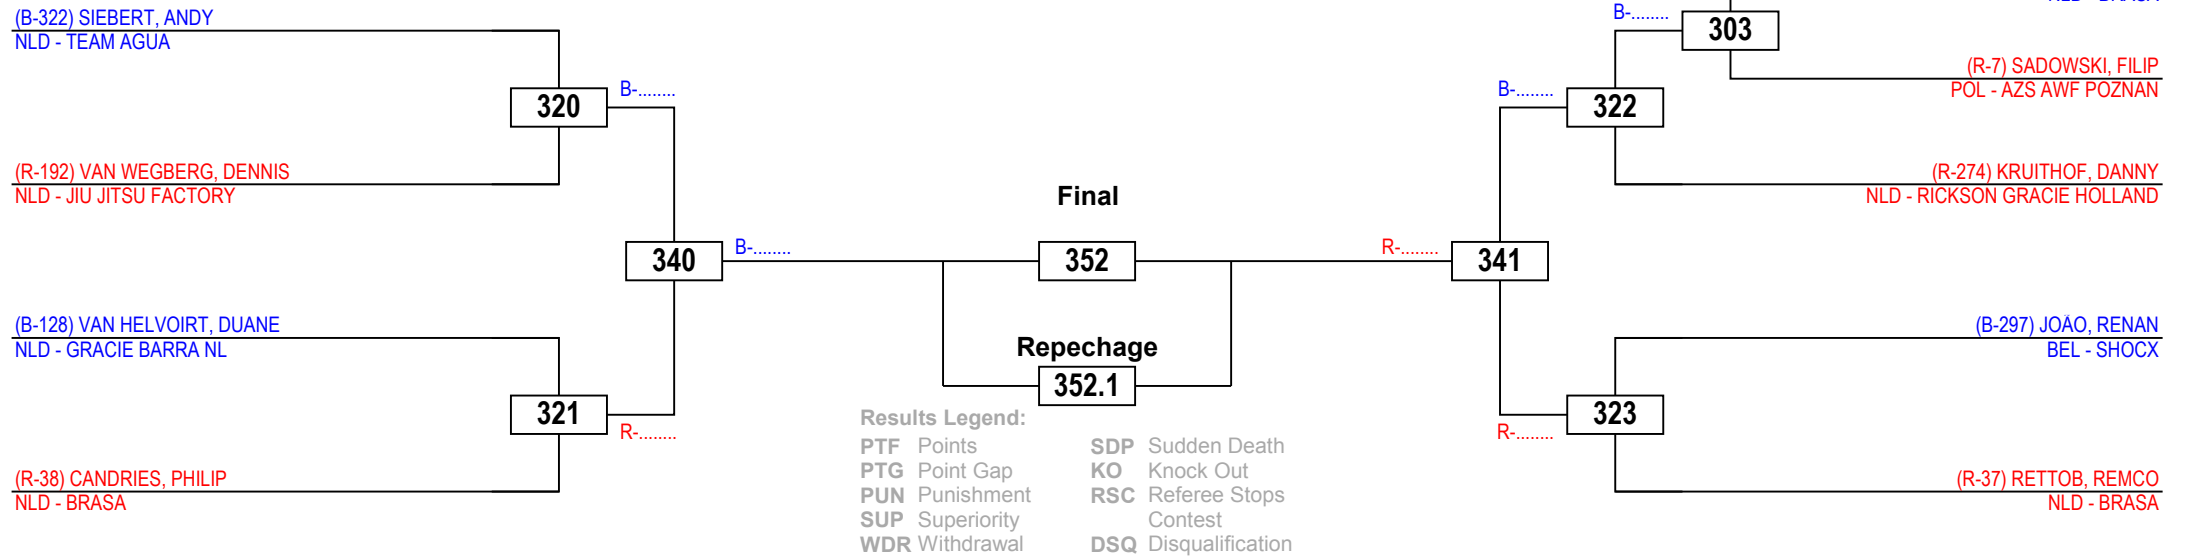 (B-322) SIEBERT, ANDY
NLD - TEAM AGUA
320
B-........
(R-192) VAN WEGBERG, DENNIS
NLD - JIU JITSU FACTORY
340
B-........
(B-128) VAN HELVOIRT, DUANE
NLD - GRACIE BARRA NL
321
R-........
(R-38) CANDRIES, PHILIP
NLD - BRASA
Final
352
Repechage
352.1
Results Legend:
PTF Points
PTG Point Gap
PUN Punishment
SUP Superiority
WDR Withdrawal
SDP Sudden Death
KO Knock Out
RSC Referee Stops
Contest
DSQ Disqualification
B-........
303
(R-7) SADOWSKI, FILIP
POL - AZS AWF POZNAN
B-........
322
(R-274) KRUITHOF, DANNY
NLD - RICKSON GRACIE HOLLAND
R-........
341
(B-297) JOÃO, RENAN
BEL - SHOCX
323
R-........
(R-37) RETTOB, REMCO
NLD - BRASA